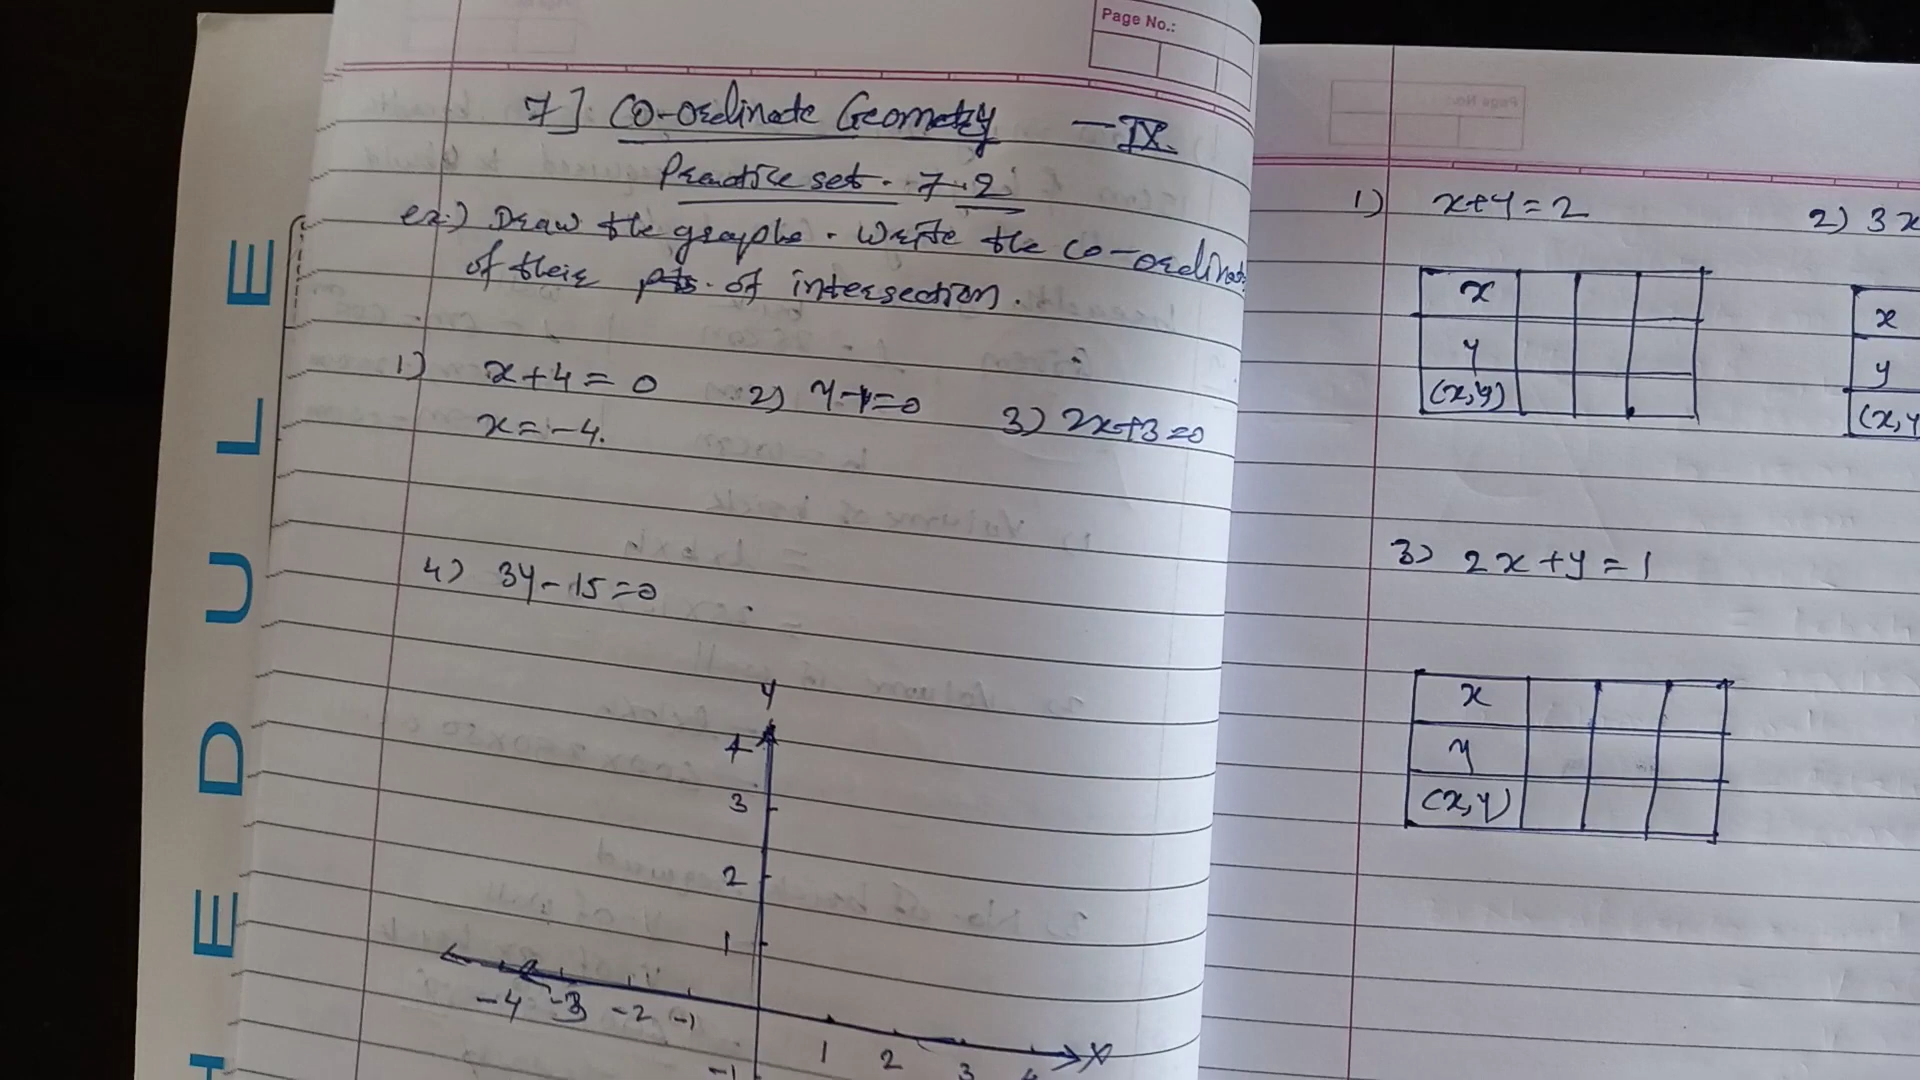 Page No.:
7] Co-ordinate Geometry - IX.
Practice set. 7.2
ex.) Draw the graphs. Write the co-ordinat
of their pts. of intersection.
1) x+4=0 2) y-1=0 3) 2x+3=0
x=-4.
4) 3y-15=0
Y
4
3
2
1
-4 -3 -2 -1
1 2 3 4 X
-1
1) x+y=2 2) 3x
x x
y y
(x,y) (x,y
3) 2x+y=1
x
y
(x,y)
HEDULE